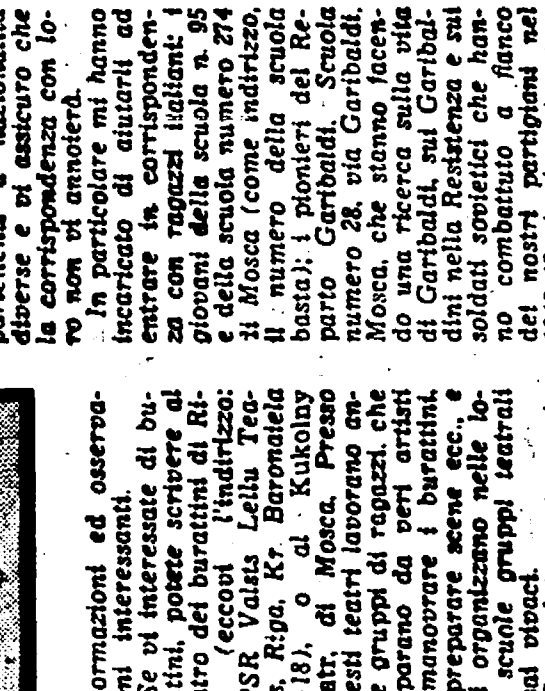 ormazioni ed osserva-
ni interessanti.
Se vi interessate di bu-
tini, potete scrivere al
tro dei burattini di Ri-
(eccovi l'indirizzo:
PSR Valsts Lellu Tea-
s, Riga, Kr. Baronaiela
18), o al Kukolny
atr. di Mosca. Presso
esti teatri lavorano an-
e gruppi di ragazzi che
parano da veri artisti
manovrare i burattini,
preparare scene ecc., e
i organizzano nelle lo-
scuole gruppi teatrali
ai vivaci.
diverse e vi assicuro che
la corrispondenza con lo-
ro non vi annoierà.
In particolare mi hanno
incaricato di aiutarli ad
entrare in corrisponden-
za con ragazzi italiani: i
giovani della scuola n. 95
e della scuola numero 274
di Mosca (come indirizzo,
il numero della scuola
basta); i pionieri del Re-
parto Garibaldi. Scuola
numero 28, via Garibaldi,
Mosca, che stanno facen-
do una ricerca sulla vita
di Garibaldi, sui Garibal-
dini nella Resistenza e sui
soldati sovietici che han-
no combattuto a fianco
dei nostri partigiani nel